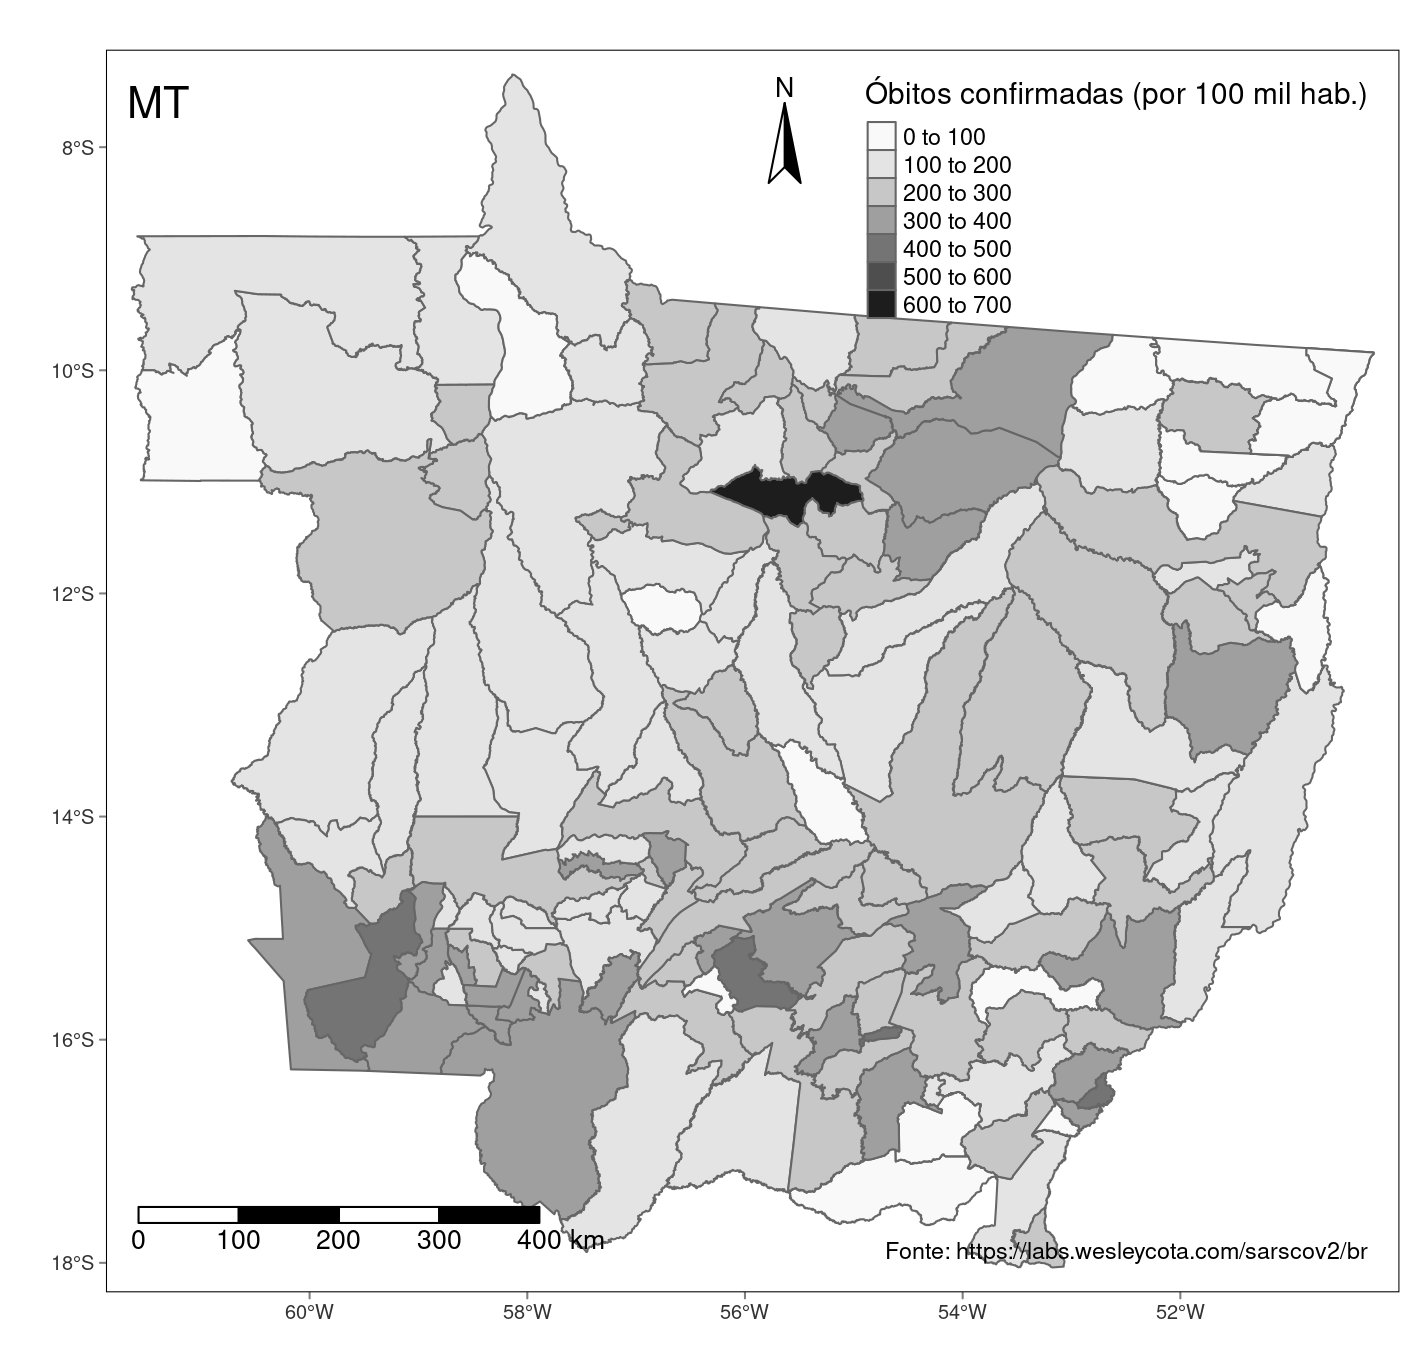 MT
N
Óbitos confirmadas (por 100 mil hab.)
0 to 100
100 to 200
200 to 300
300 to 400
400 to 500
500 to 600
600 to 700
8°S
10°S
12°S
14°S
16°S
18°S
0 100 200 300 400 km
Fonte: https://labs.wesleycota.com/sarscov2/br
60°W 58°W 56°W 54°W 52°W